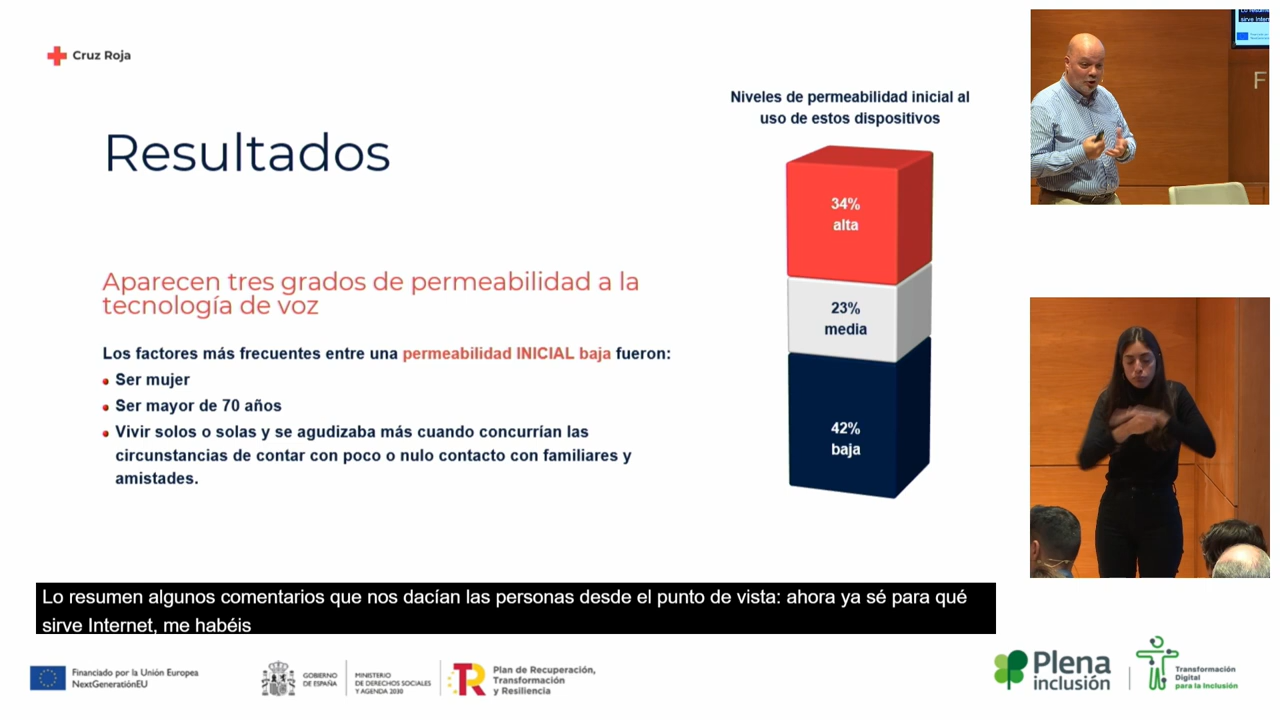 Cruz Roja
Resultados
Aparecen tres grados de permeabilidad a la
tecnología de voz
Los factores más frecuentes entre una permeabilidad INICIAL baja fueron:
Ser mujer
Ser mayor de 70 años
Vivir solos o solas y se agudizaba más cuando concurrían las
circunstancias de contar con poco o nulo contacto con familiares y
amistades.
Niveles de permeabilidad inicial al
uso de estos dispositivos
34%
alta
23%
media
42%
baja
F
Lo resumen algunos comentarios que nos dacían las personas desde el punto de vista: ahora ya sé para qué
sirve Internet, me habéis
Financiado por la Unión Europea
NextGenerationEU
GOBIERNO
DE ESPAÑA
MINISTERIO
DE DERECHOS SOCIALES
Y AGENDA 2030
Plan de Recuperación,
Transformación
y Resiliencia
Plena
inclusión
Transformación
Digital
para la Inclusión